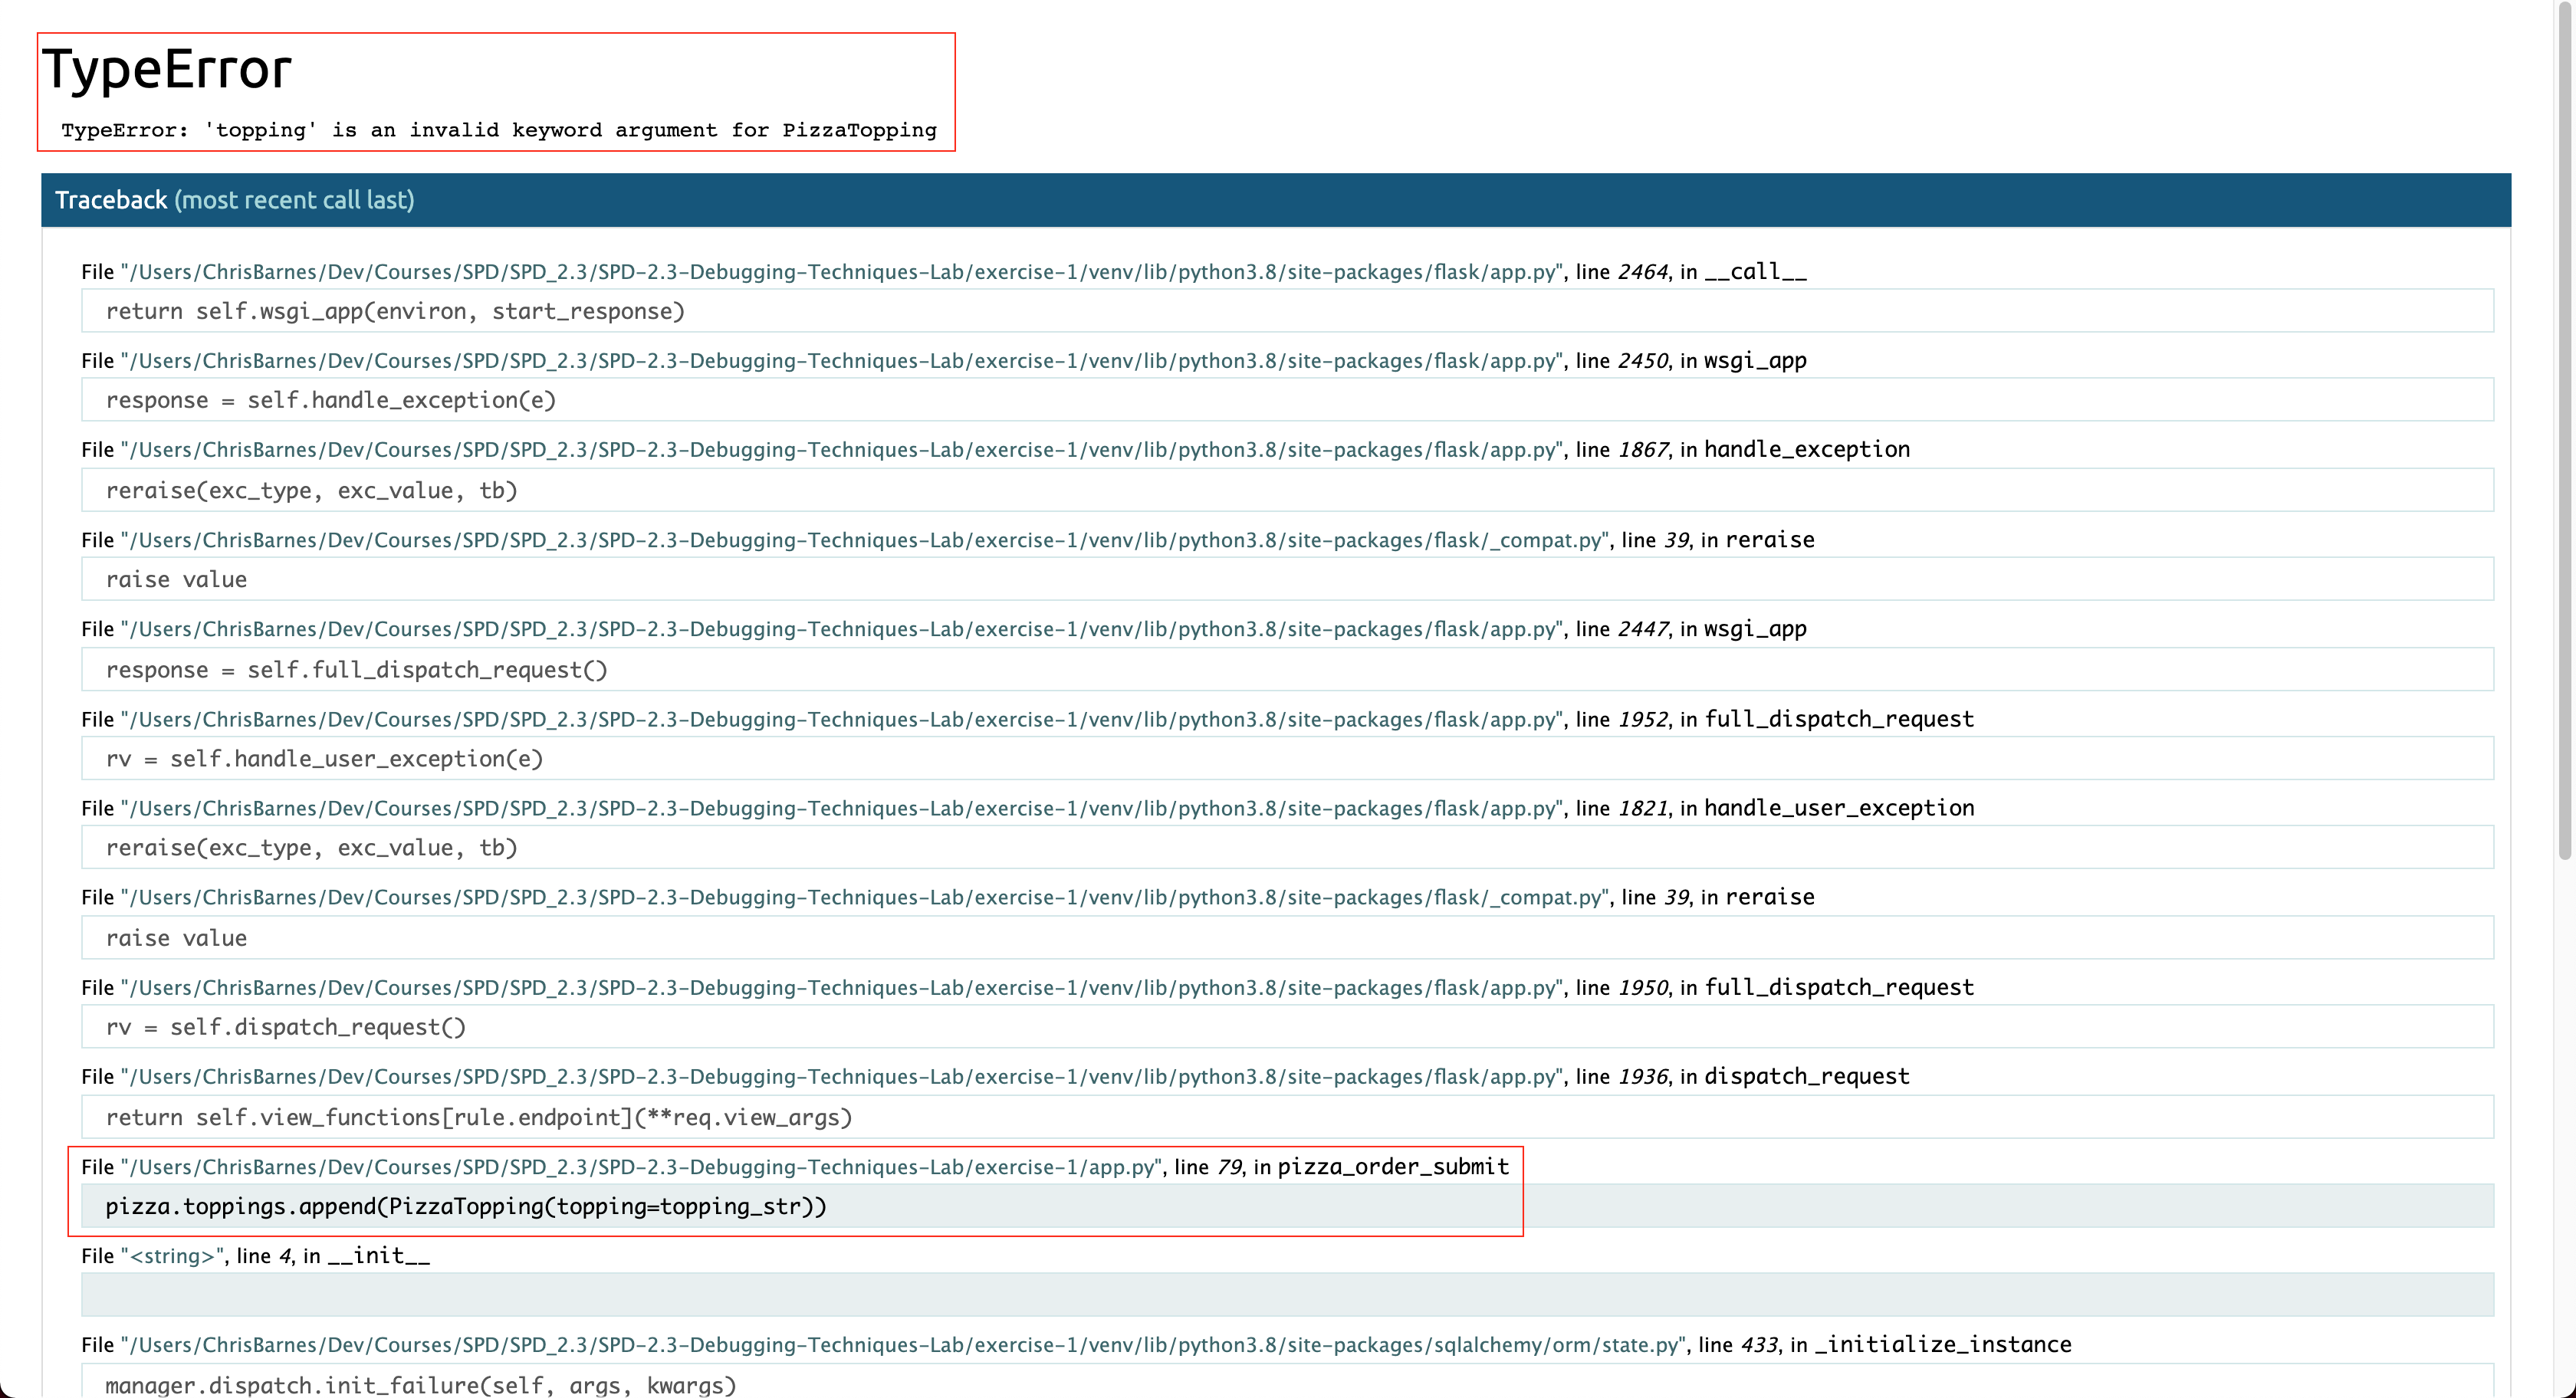 TypeError
TypeError: 'topping' is an invalid keyword argument for PizzaTopping
Traceback (most recent call last)
File "/Users/ChrisBarnes/Dev/Courses/SPD/SPD_2.3/SPD-2.3-Debugging-Techniques-Lab/exercise-1/venv/lib/python3.8/site-packages/flask/app.py", line 2464, in __call__
return self.wsgi_app(environ, start_response)
File "/Users/ChrisBarnes/Dev/Courses/SPD/SPD_2.3/SPD-2.3-Debugging-Techniques-Lab/exercise-1/venv/lib/python3.8/site-packages/flask/app.py", line 2450, in wsgi_app
response = self.handle_exception(e)
File "/Users/ChrisBarnes/Dev/Courses/SPD/SPD_2.3/SPD-2.3-Debugging-Techniques-Lab/exercise-1/venv/lib/python3.8/site-packages/flask/app.py", line 1867, in handle_exception
reraise(exc_type, exc_value, tb)
File "/Users/ChrisBarnes/Dev/Courses/SPD/SPD_2.3/SPD-2.3-Debugging-Techniques-Lab/exercise-1/venv/lib/python3.8/site-packages/flask/_compat.py", line 39, in reraise
raise value
File "/Users/ChrisBarnes/Dev/Courses/SPD/SPD_2.3/SPD-2.3-Debugging-Techniques-Lab/exercise-1/venv/lib/python3.8/site-packages/flask/app.py", line 2447, in wsgi_app
response = self.full_dispatch_request()
File "/Users/ChrisBarnes/Dev/Courses/SPD/SPD_2.3/SPD-2.3-Debugging-Techniques-Lab/exercise-1/venv/lib/python3.8/site-packages/flask/app.py", line 1952, in full_dispatch_request
rv = self.handle_user_exception(e)
File "/Users/ChrisBarnes/Dev/Courses/SPD/SPD_2.3/SPD-2.3-Debugging-Techniques-Lab/exercise-1/venv/lib/python3.8/site-packages/flask/app.py", line 1821, in handle_user_exception
reraise(exc_type, exc_value, tb)
File "/Users/ChrisBarnes/Dev/Courses/SPD/SPD_2.3/SPD-2.3-Debugging-Techniques-Lab/exercise-1/venv/lib/python3.8/site-packages/flask/_compat.py", line 39, in reraise
raise value
File "/Users/ChrisBarnes/Dev/Courses/SPD/SPD_2.3/SPD-2.3-Debugging-Techniques-Lab/exercise-1/venv/lib/python3.8/site-packages/flask/app.py", line 1950, in full_dispatch_request
rv = self.dispatch_request()
File "/Users/ChrisBarnes/Dev/Courses/SPD/SPD_2.3/SPD-2.3-Debugging-Techniques-Lab/exercise-1/venv/lib/python3.8/site-packages/flask/app.py", line 1936, in dispatch_request
return self.view_functions[rule.endpoint](**req.view_args)
File "/Users/ChrisBarnes/Dev/Courses/SPD/SPD_2.3/SPD-2.3-Debugging-Techniques-Lab/exercise-1/app.py", line 79, in pizza_order_submit
pizza.toppings.append(PizzaTopping(topping=topping_str))
File "<string>", line 4, in __init__
File "/Users/ChrisBarnes/Dev/Courses/SPD/SPD_2.3/SPD-2.3-Debugging-Techniques-Lab/exercise-1/venv/lib/python3.8/site-packages/sqlalchemy/orm/state.py", line 433, in _initialize_instance
manager.dispatch.init_failure(self, args, kwargs)